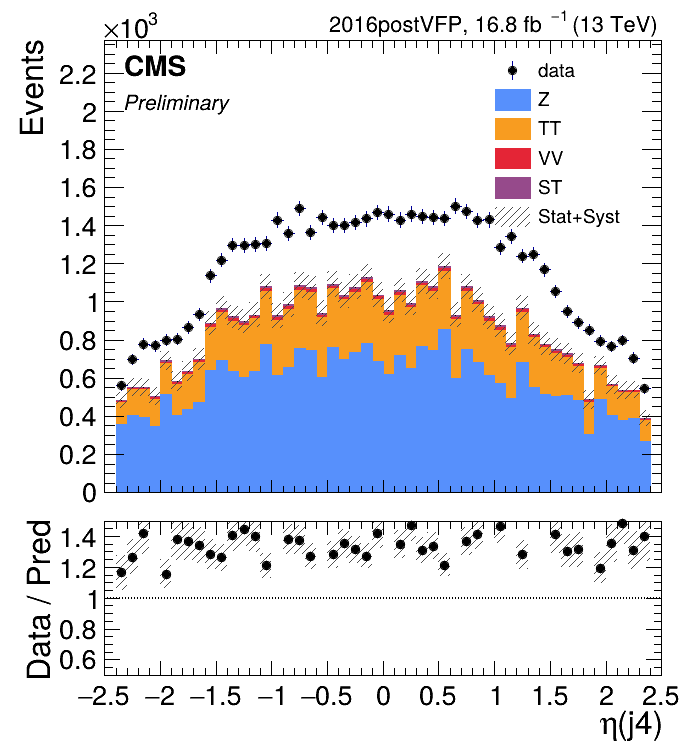 ×10³
2016postVFP, 16.8 fb⁻¹ (13 TeV)
Events
CMS
Preliminary
data
Z
TT
VV
ST
Stat+Syst
2.2
2
1.8
1.6
1.4
1.2
1
0.8
0.6
0.4
0.2
0
Data / Pred
1.4
1.2
1
0.8
0.6
−2.5 −2 −1.5 −1 −0.5 0 0.5 1 1.5 2 2.5
η(j4)